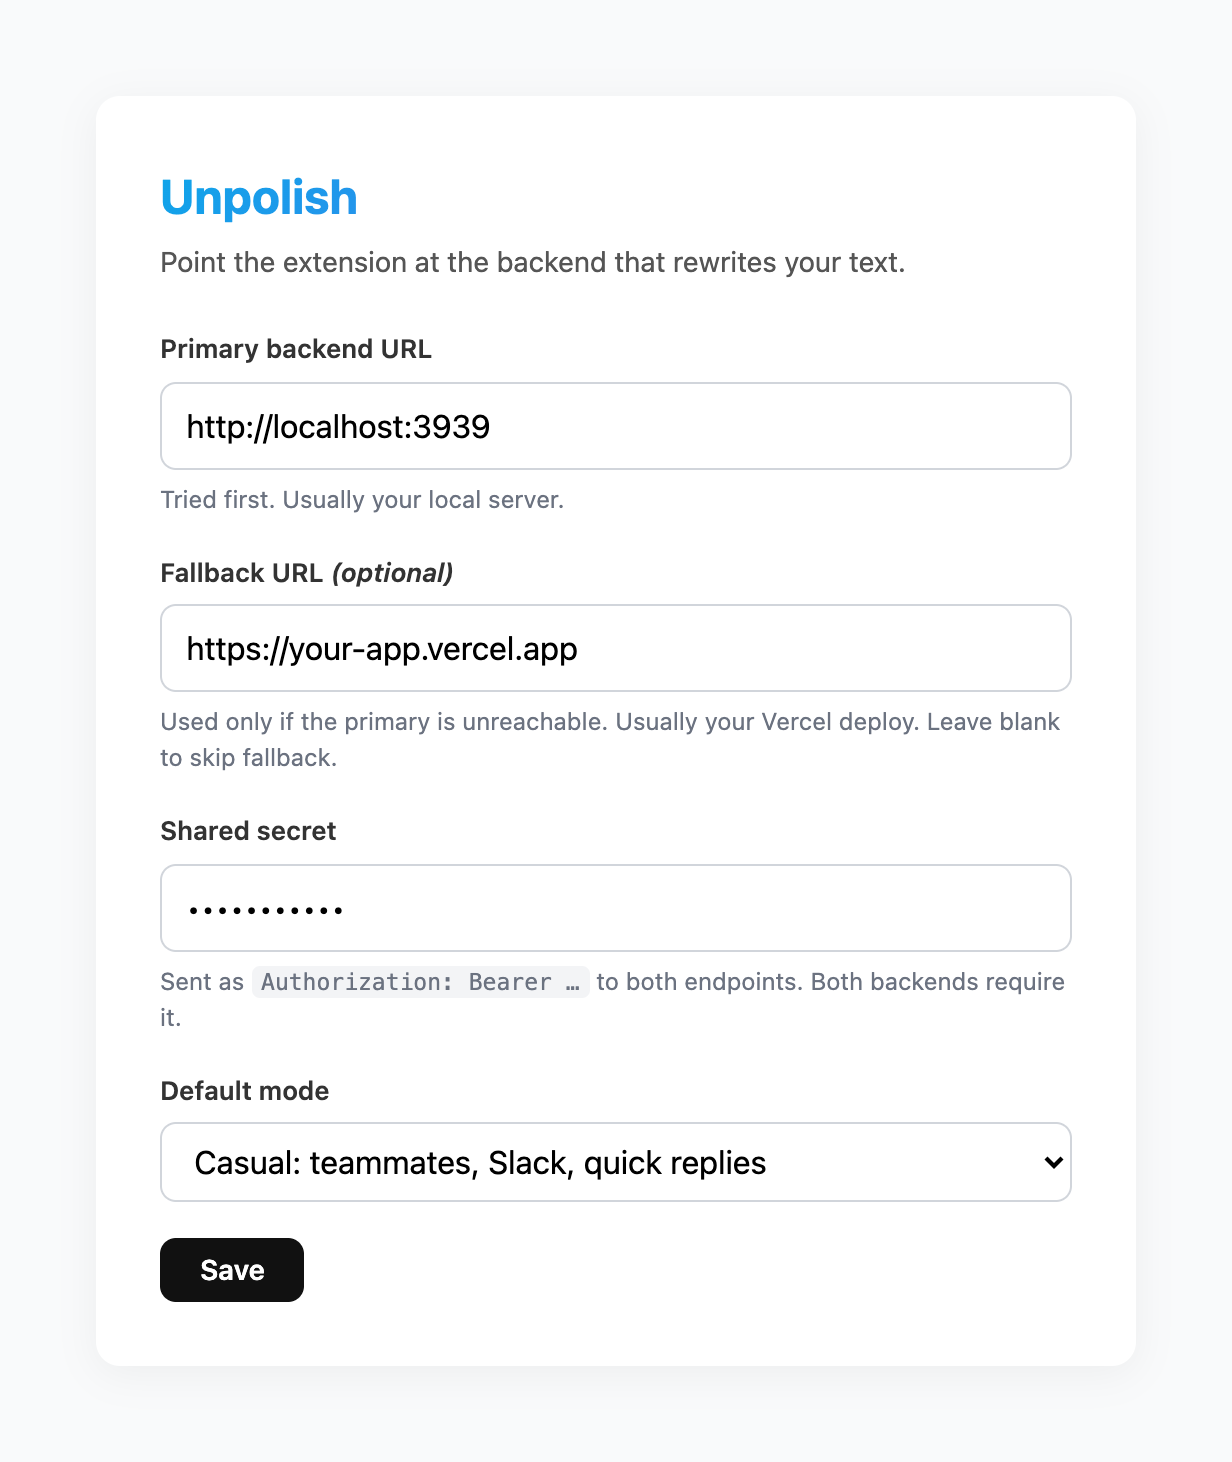 Unpolish
Point the extension at the backend that rewrites your text.
Primary backend URL
http://localhost:3939
Tried first. Usually your local server.
Fallback URL (optional)
https://your-app.vercel.app
Used only if the primary is unreachable. Usually your Vercel deploy. Leave blank
to skip fallback.
Shared secret
•••••••••••
Sent as Authorization: Bearer … to both endpoints. Both backends require
it.
Default mode
Casual: teammates, Slack, quick replies
Save